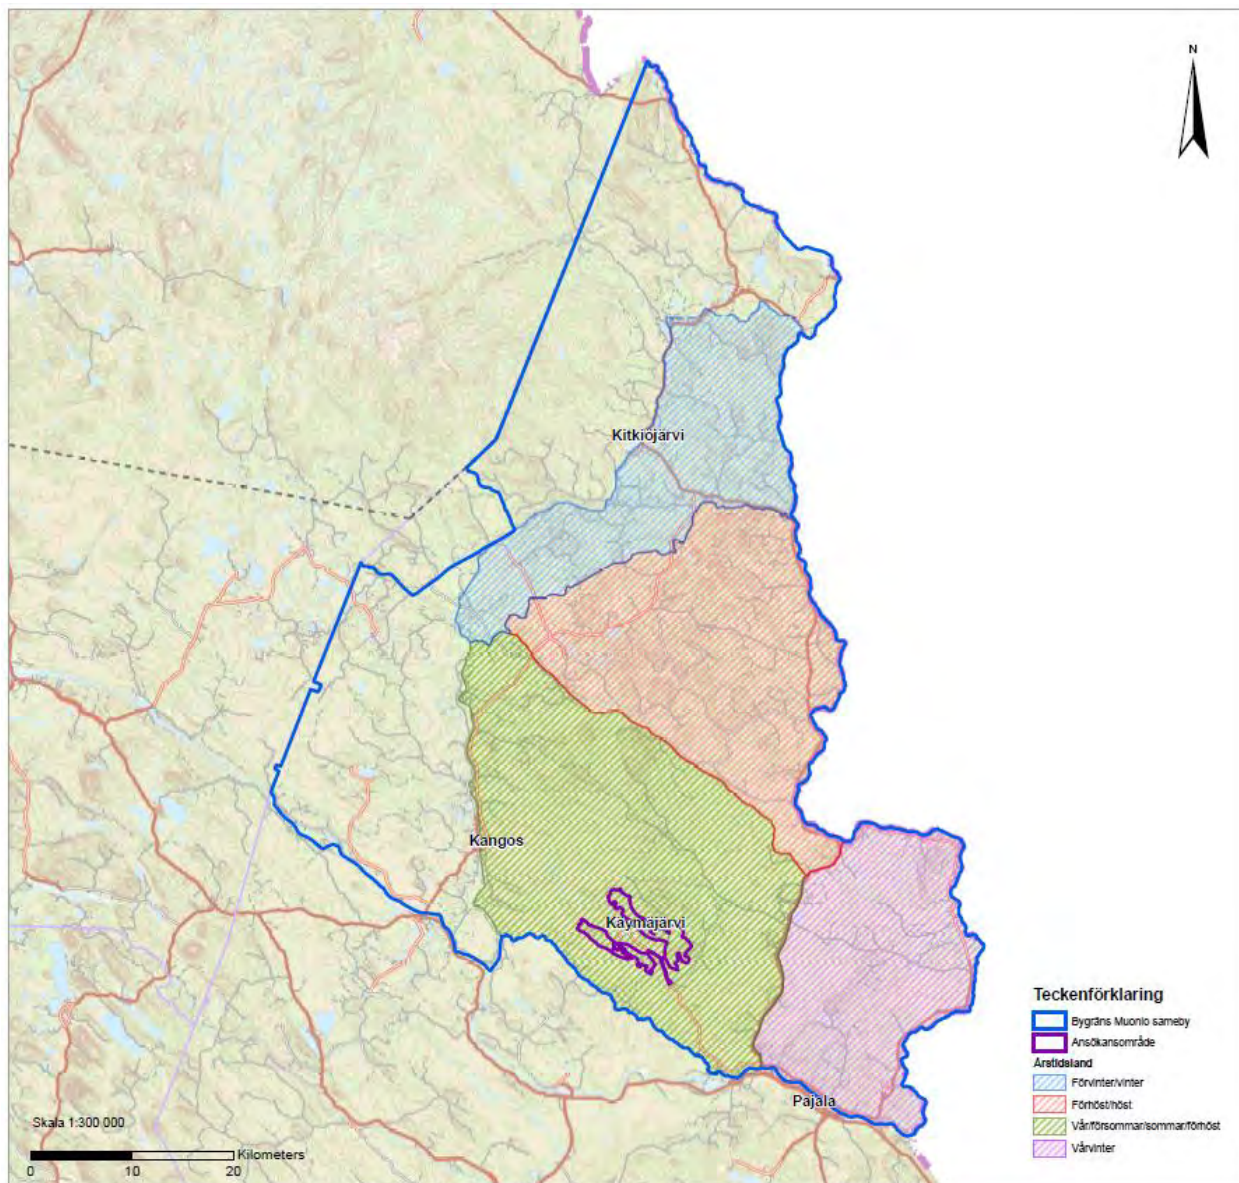 N
Kitkiöjärvi
Kangos
Käymäjärvi
Pajala
Teckenförklaring
Bygräns Muonio sameby
Ansökansområde
Årstidsland
Förvinter/vinter
Förhöst/höst
Vår/försommar/sommar/förhöst
Vårvinter
Skala 1:300 000
Kilometers
0 10 20